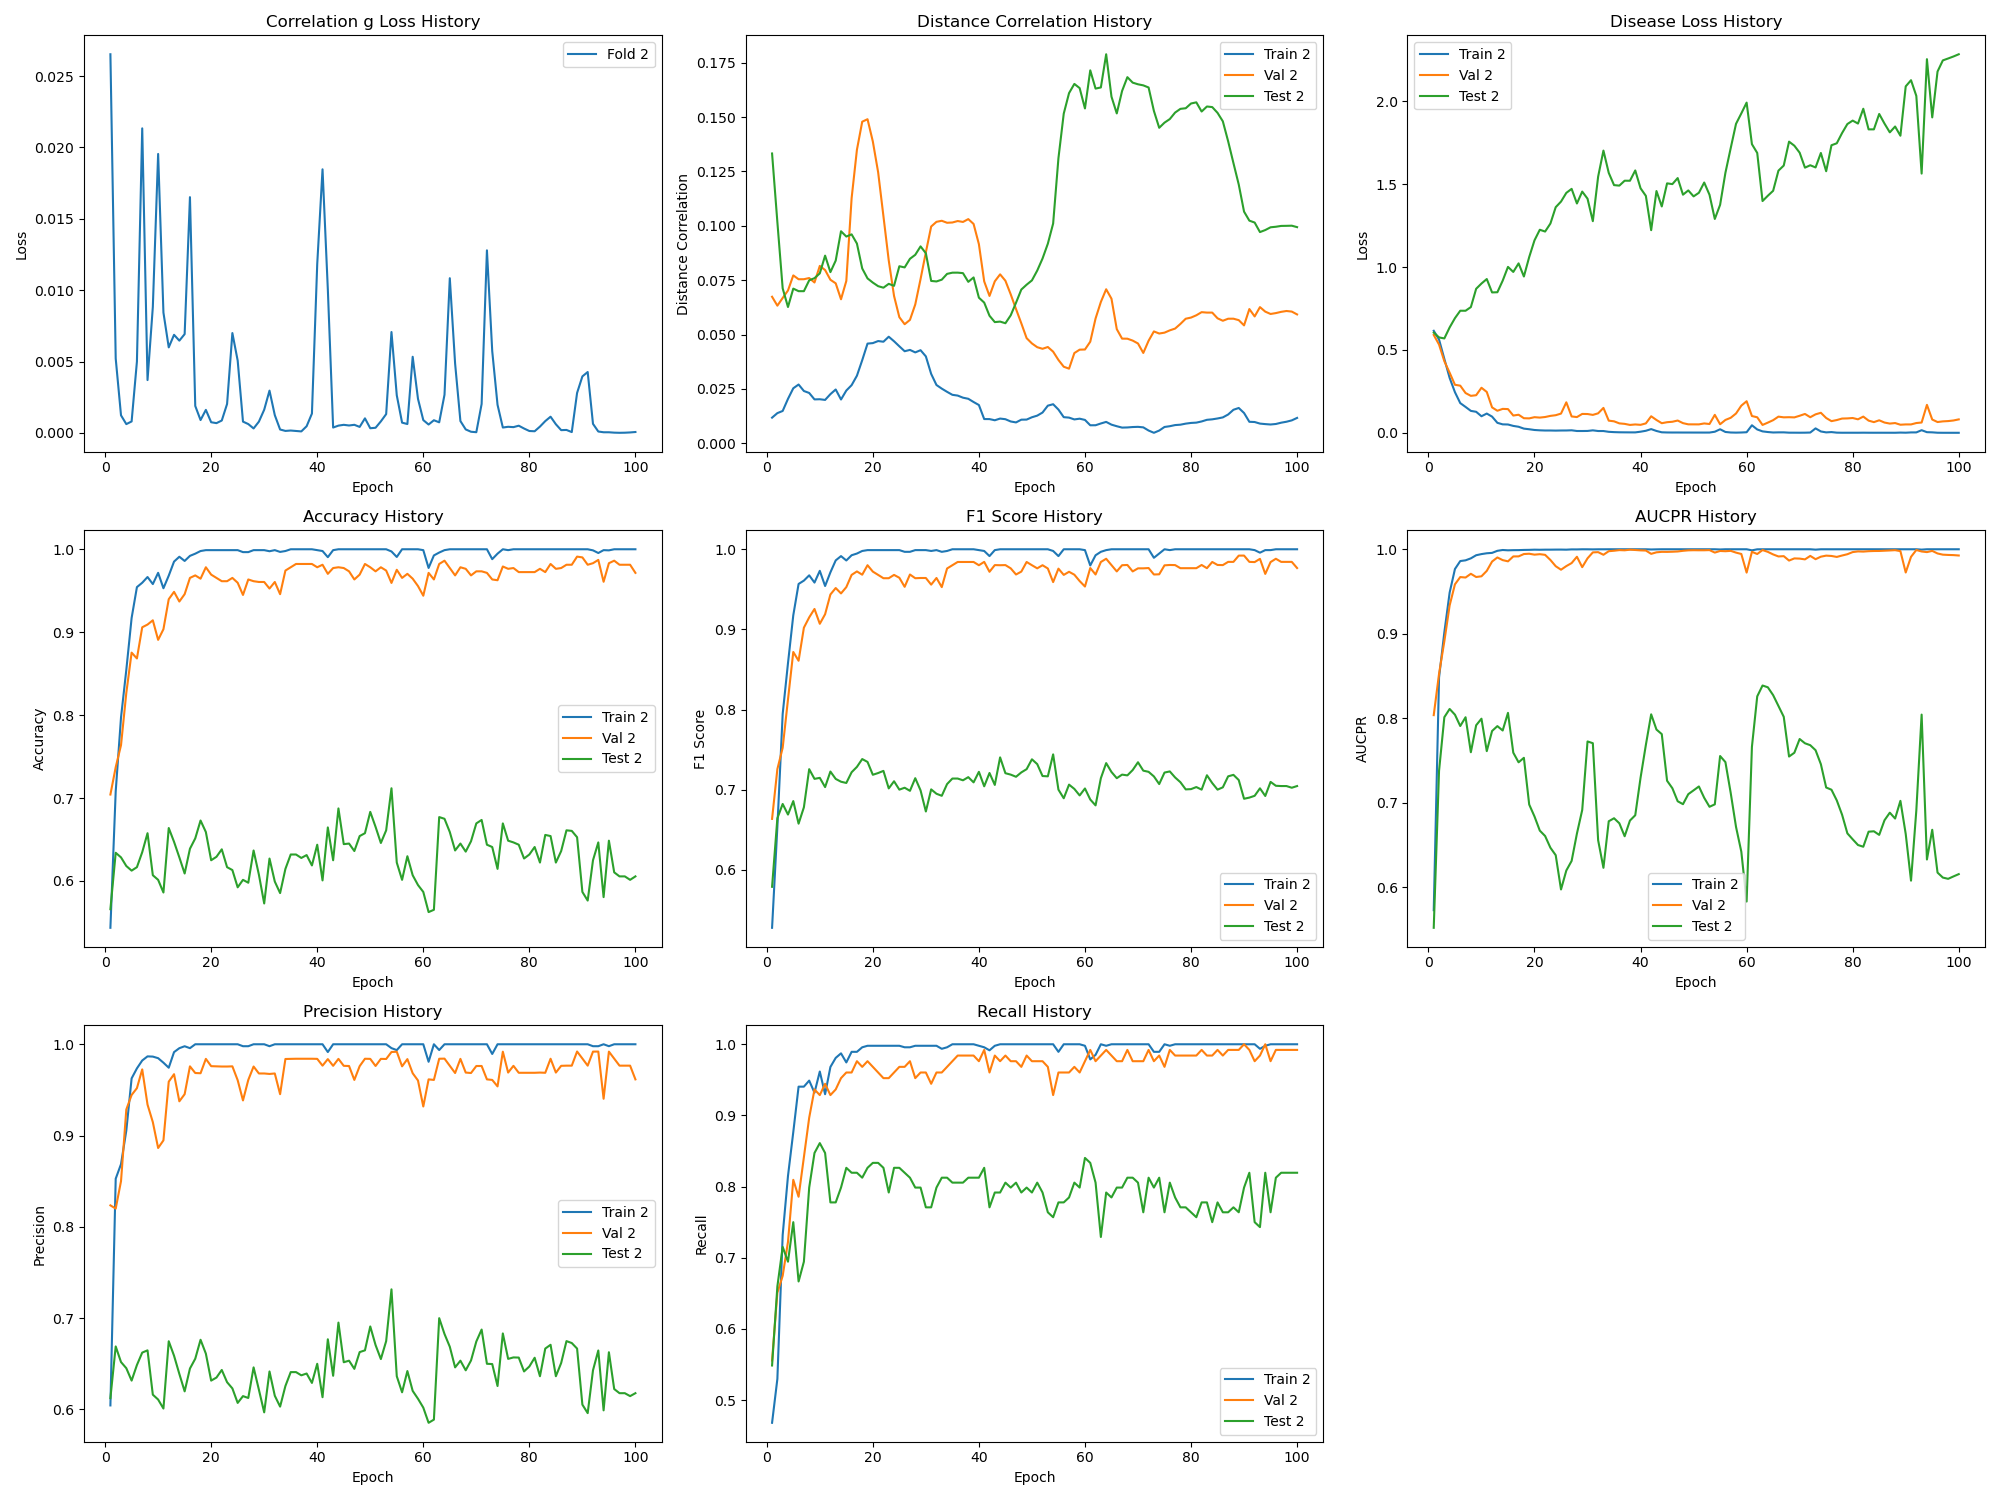 Correlation g Loss History
Fold 2
Loss
0.025
0.020
0.015
0.010
0.005
0.000
0 20 40 60 80 100
Epoch
Distance Correlation History
Train 2
Val 2
Test 2
Distance Correlation
0.175
0.150
0.125
0.100
0.075
0.050
0.025
0.000
0 20 40 60 80 100
Epoch
Disease Loss History
Train 2
Val 2
Test 2
Loss
2.0
1.5
1.0
0.5
0.0
0 20 40 60 80 100
Epoch
Accuracy History
Accuracy
1.0
0.9
0.8
0.7
0.6
Train 2
Val 2
Test 2
0 20 40 60 80 100
Epoch
F1 Score History
F1 Score
1.0
0.9
0.8
0.7
0.6
Train 2
Val 2
Test 2
0 20 40 60 80 100
Epoch
AUCPR History
AUCPR
1.0
0.9
0.8
0.7
0.6
Train 2
Val 2
Test 2
0 20 40 60 80 100
Epoch
Precision History
Precision
1.0
0.9
0.8
0.7
0.6
Train 2
Val 2
Test 2
0 20 40 60 80 100
Epoch
Recall History
Recall
1.0
0.9
0.8
0.7
0.6
0.5
Train 2
Val 2
Test 2
0 20 40 60 80 100
Epoch